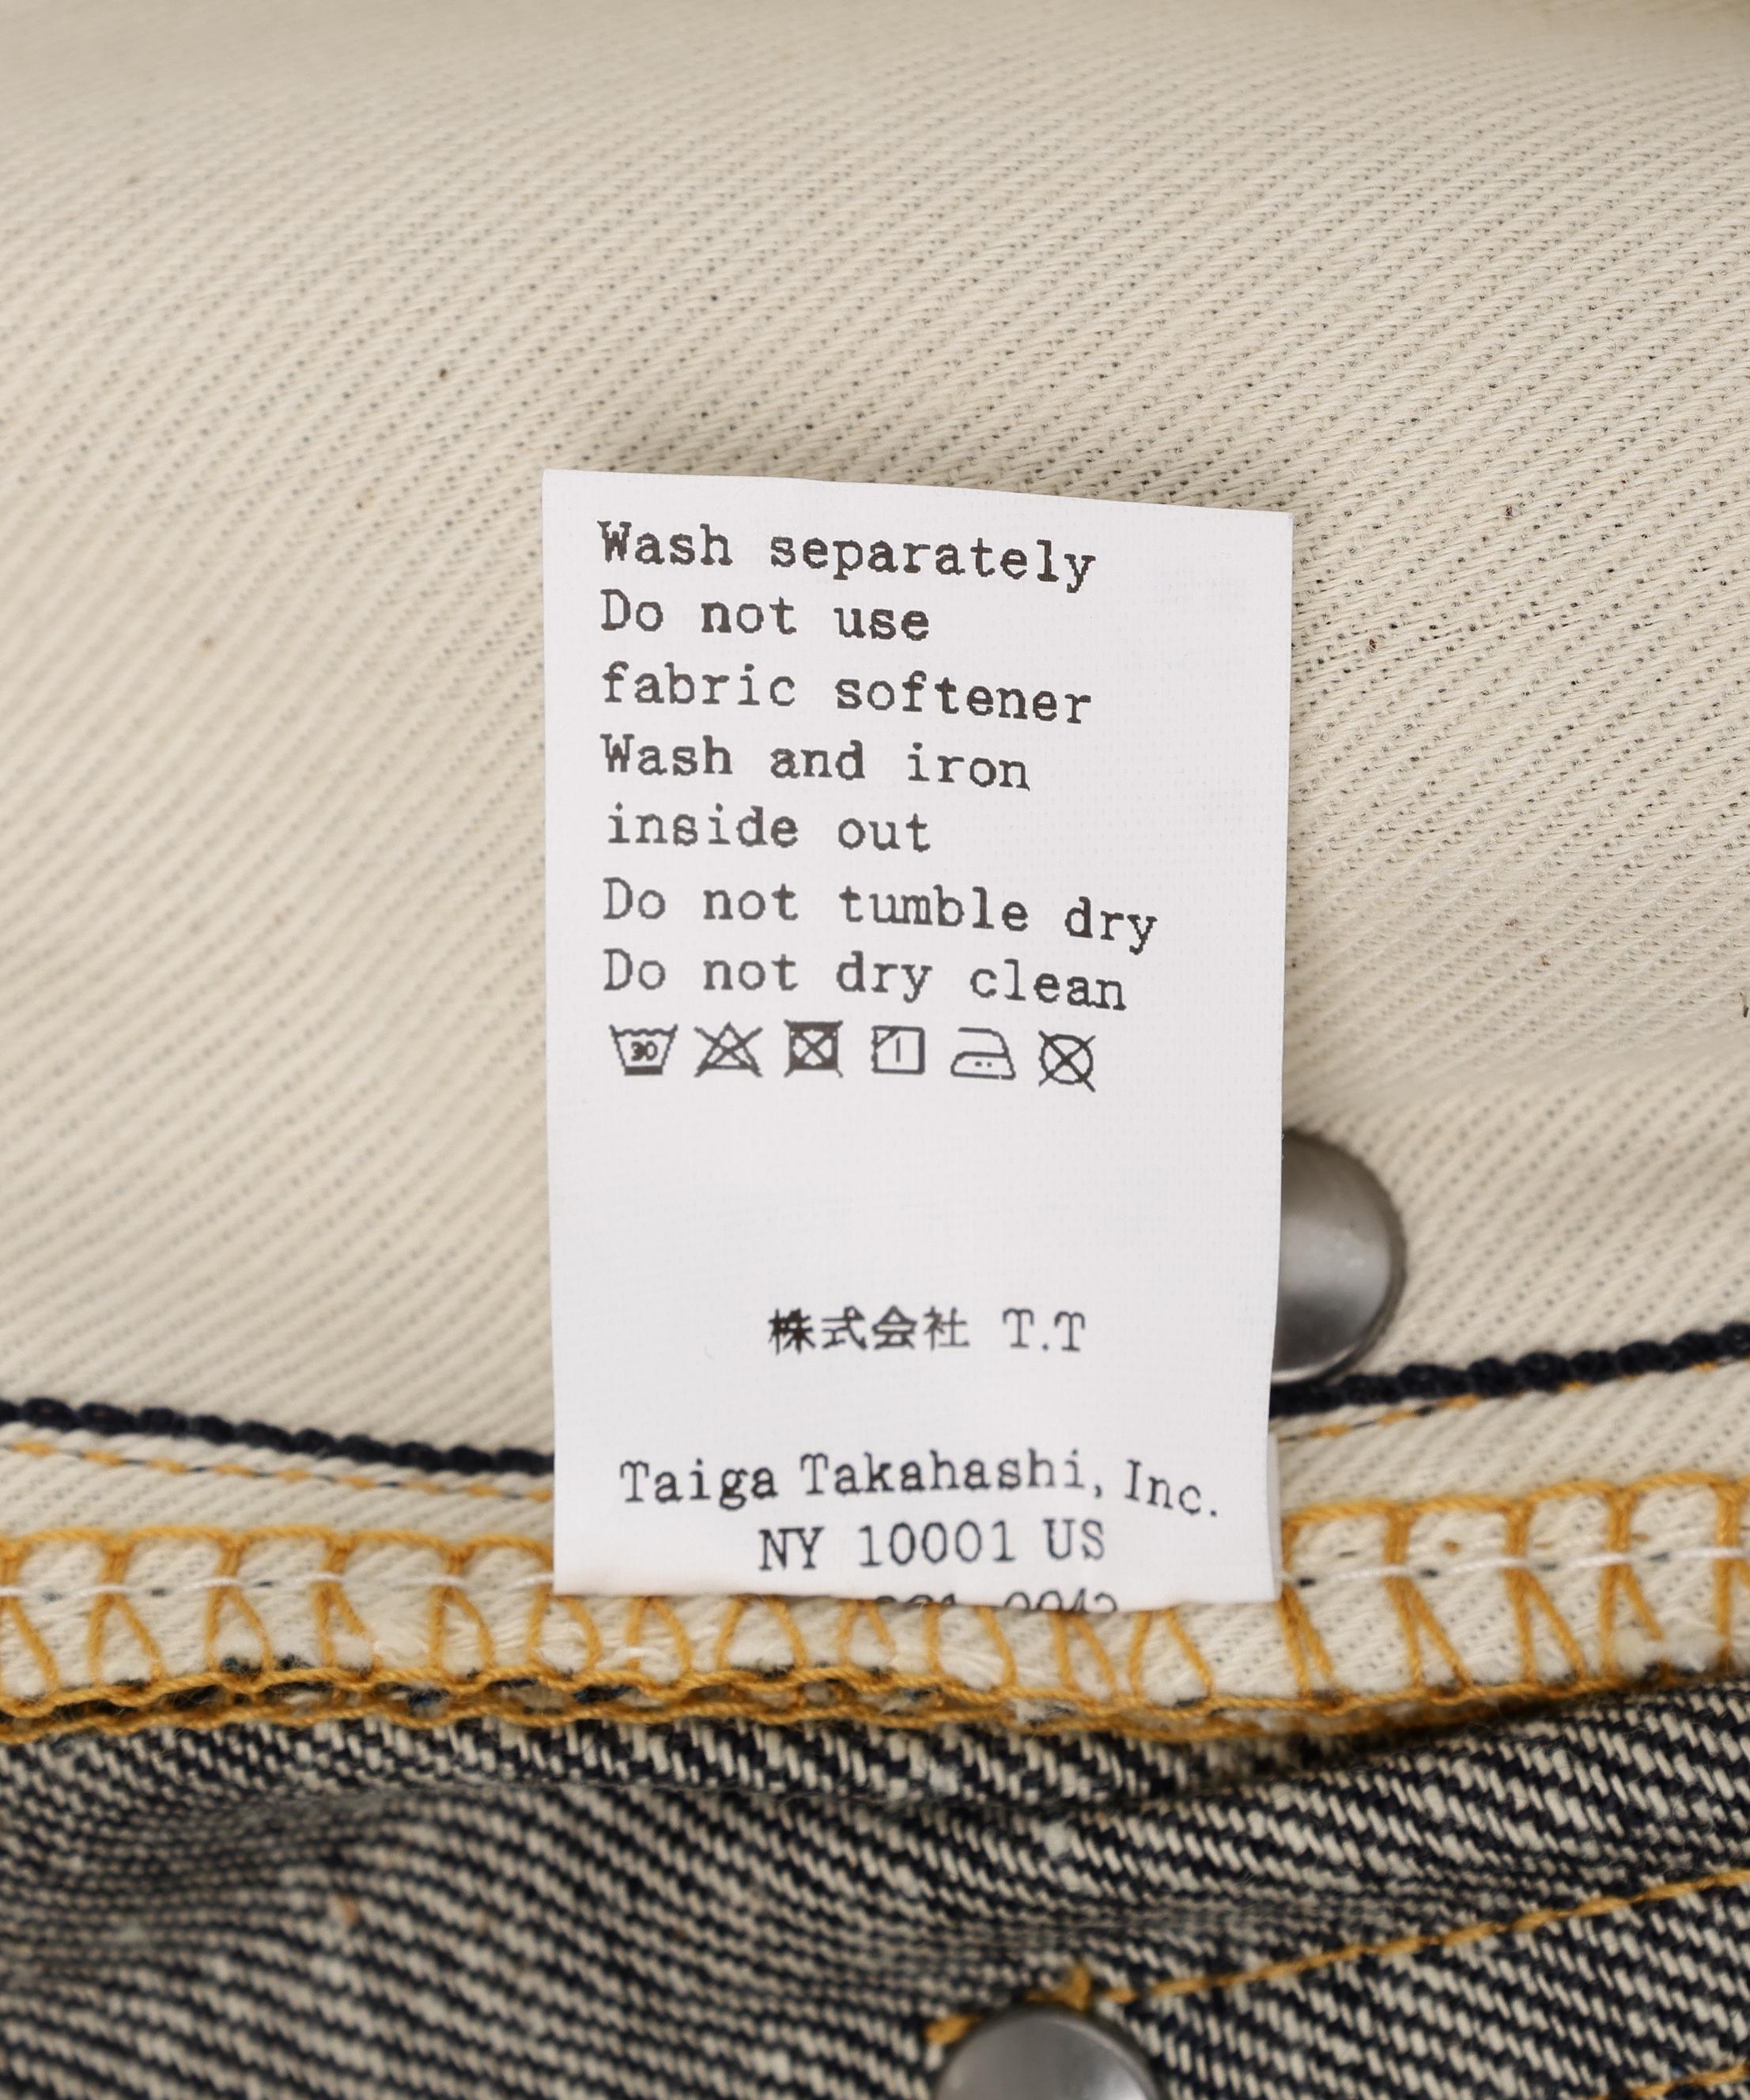 Wash separately
Do not use
fabric softener
Wash and iron
inside out
Do not tumble dry
Do not dry clean
30
株式会社 T.T
Taiga Takahashi, Inc.
NY 10001 US